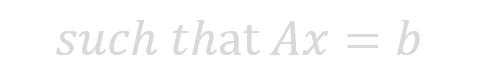 such that Ax = b